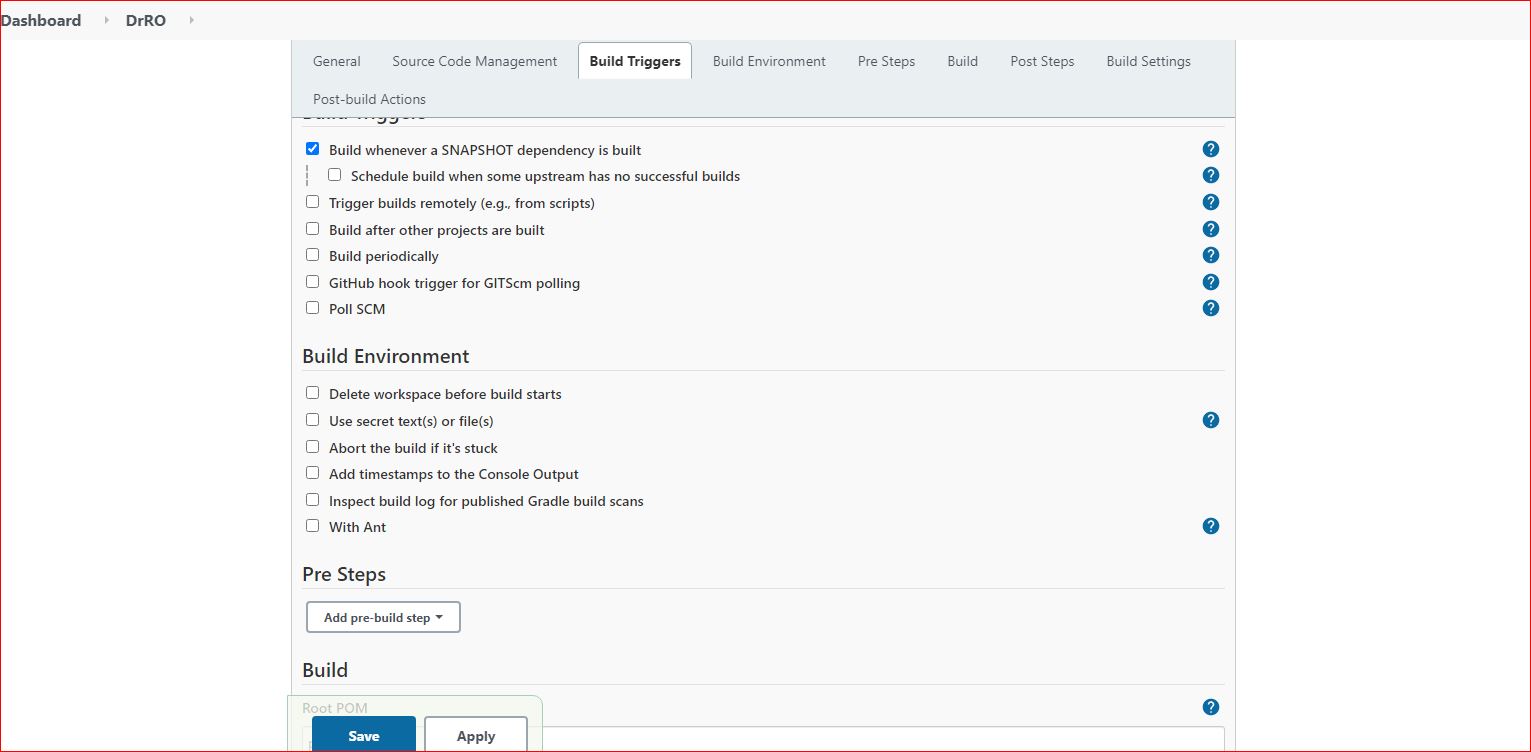 Dashboard DrRO
General Source Code Management Build Triggers Build Environment Pre Steps Build Post Steps Build Settings
Post-build Actions
Build Triggers
Build whenever a SNAPSHOT dependency is built ?
Schedule build when some upstream has no successful builds ?
Trigger builds remotely (e.g., from scripts) ?
Build after other projects are built ?
Build periodically ?
GitHub hook trigger for GITScm polling ?
Poll SCM ?
Build Environment
Delete workspace before build starts
Use secret text(s) or file(s) ?
Abort the build if it's stuck
Add timestamps to the Console Output
Inspect build log for published Gradle build scans
With Ant ?
Pre Steps
Add pre-build step
Build
Root POM ?
Save Apply